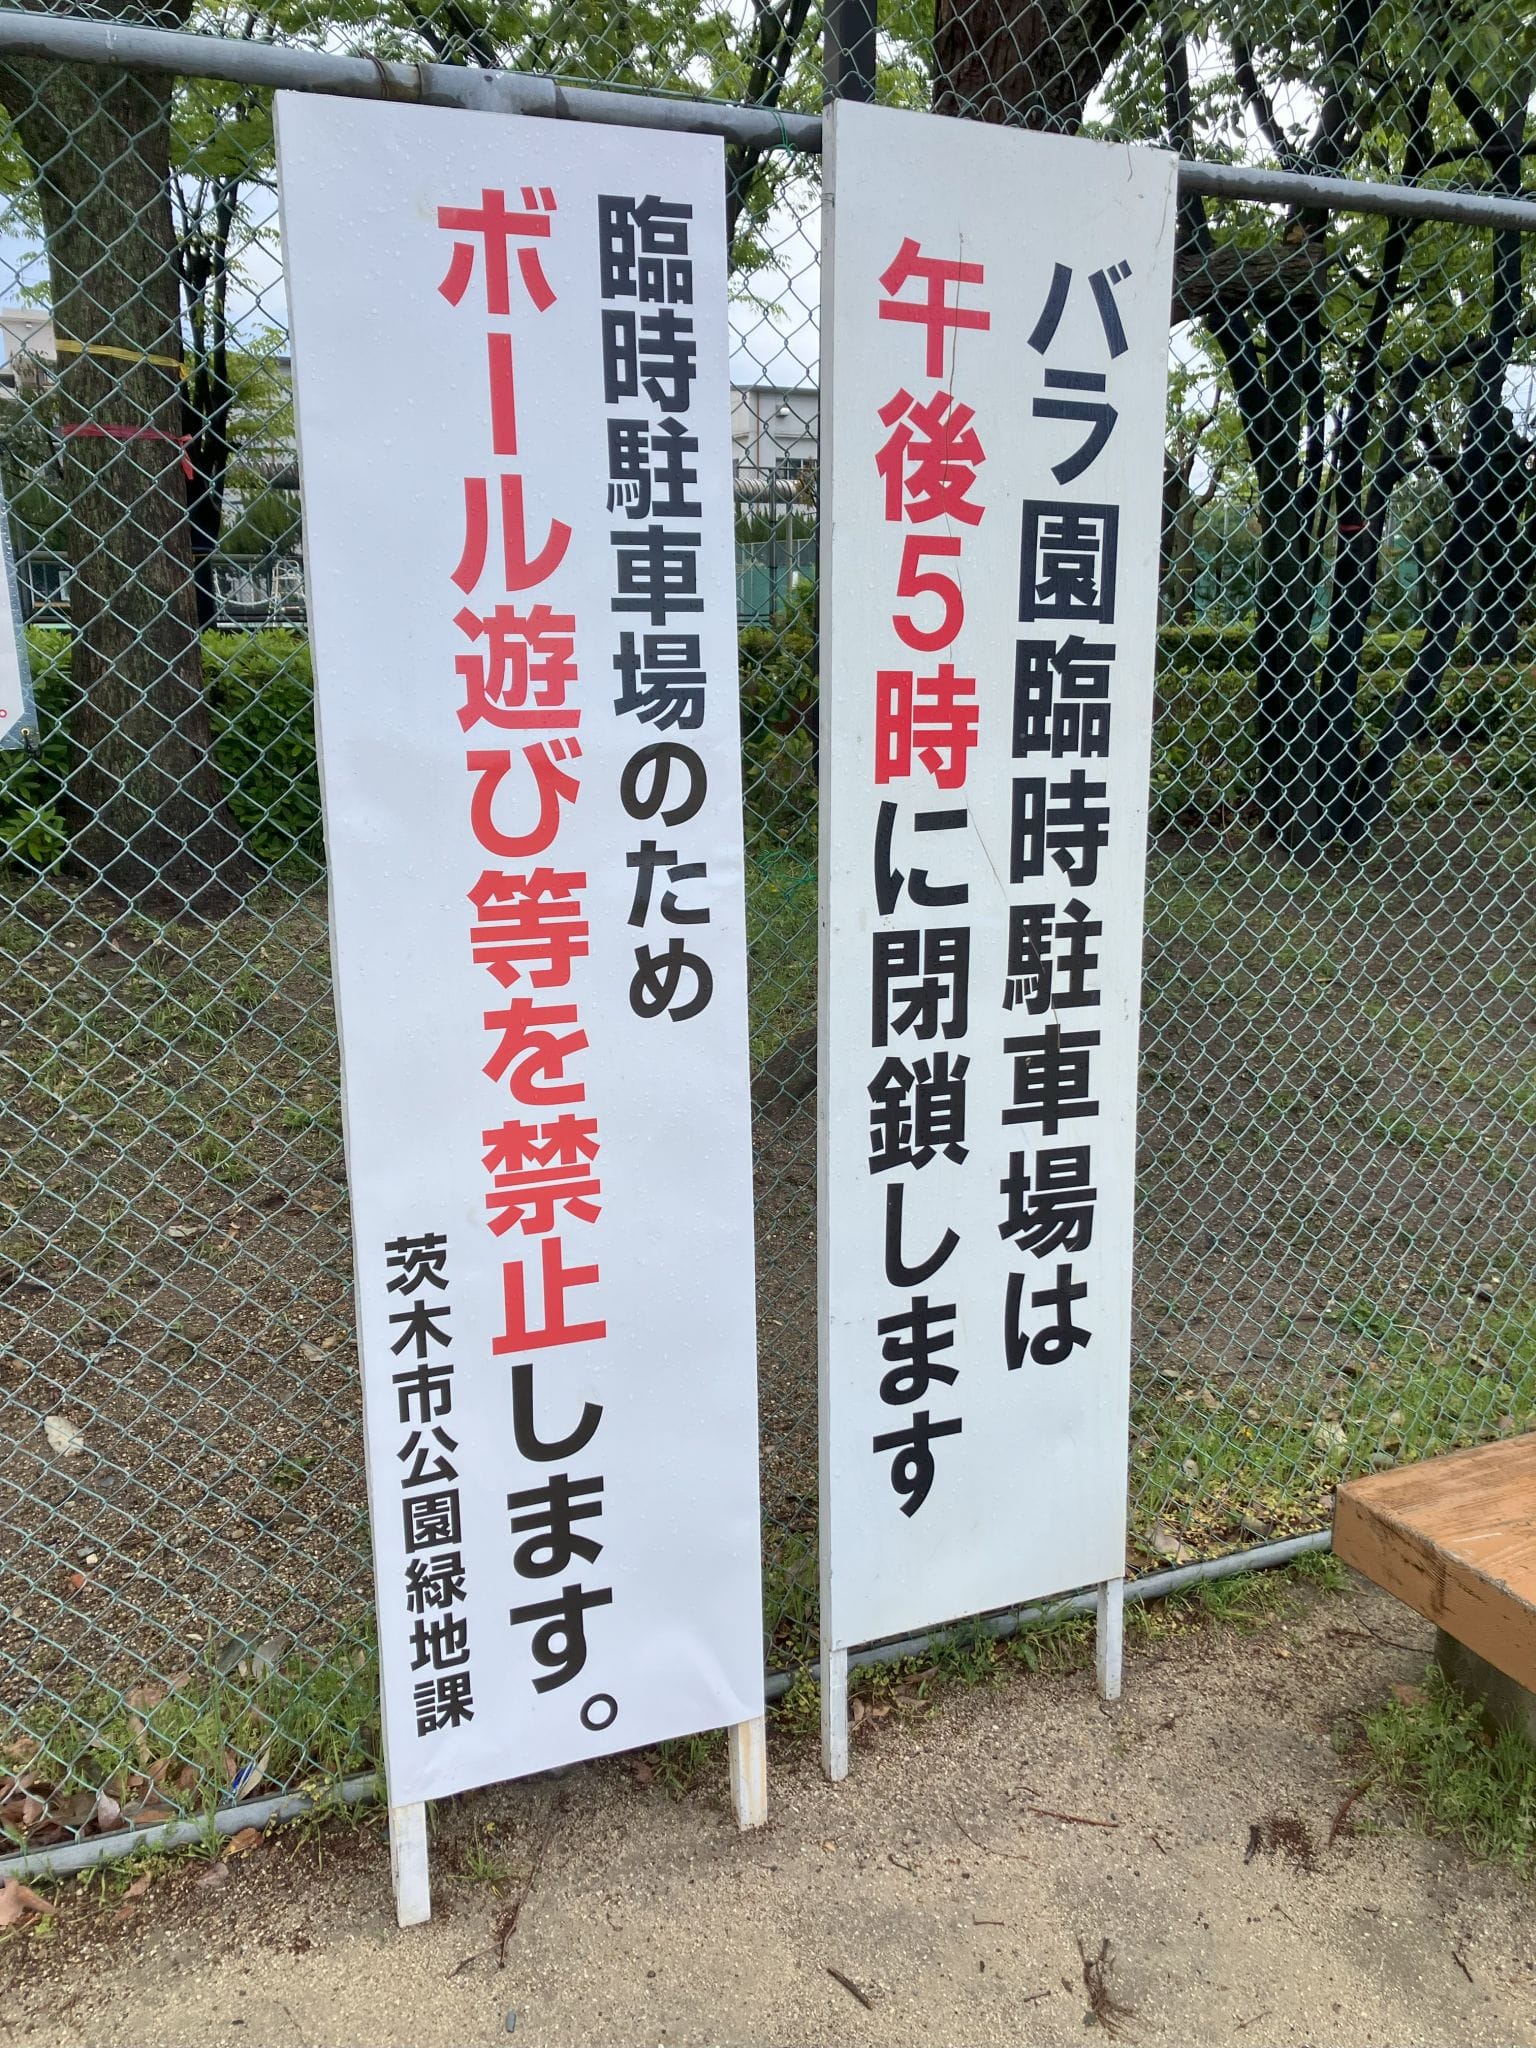 バラ園臨時駐車場は
午後5時に閉鎖します
臨時駐車場のため
ボール遊び等を禁止します。
茨木市公園緑地課